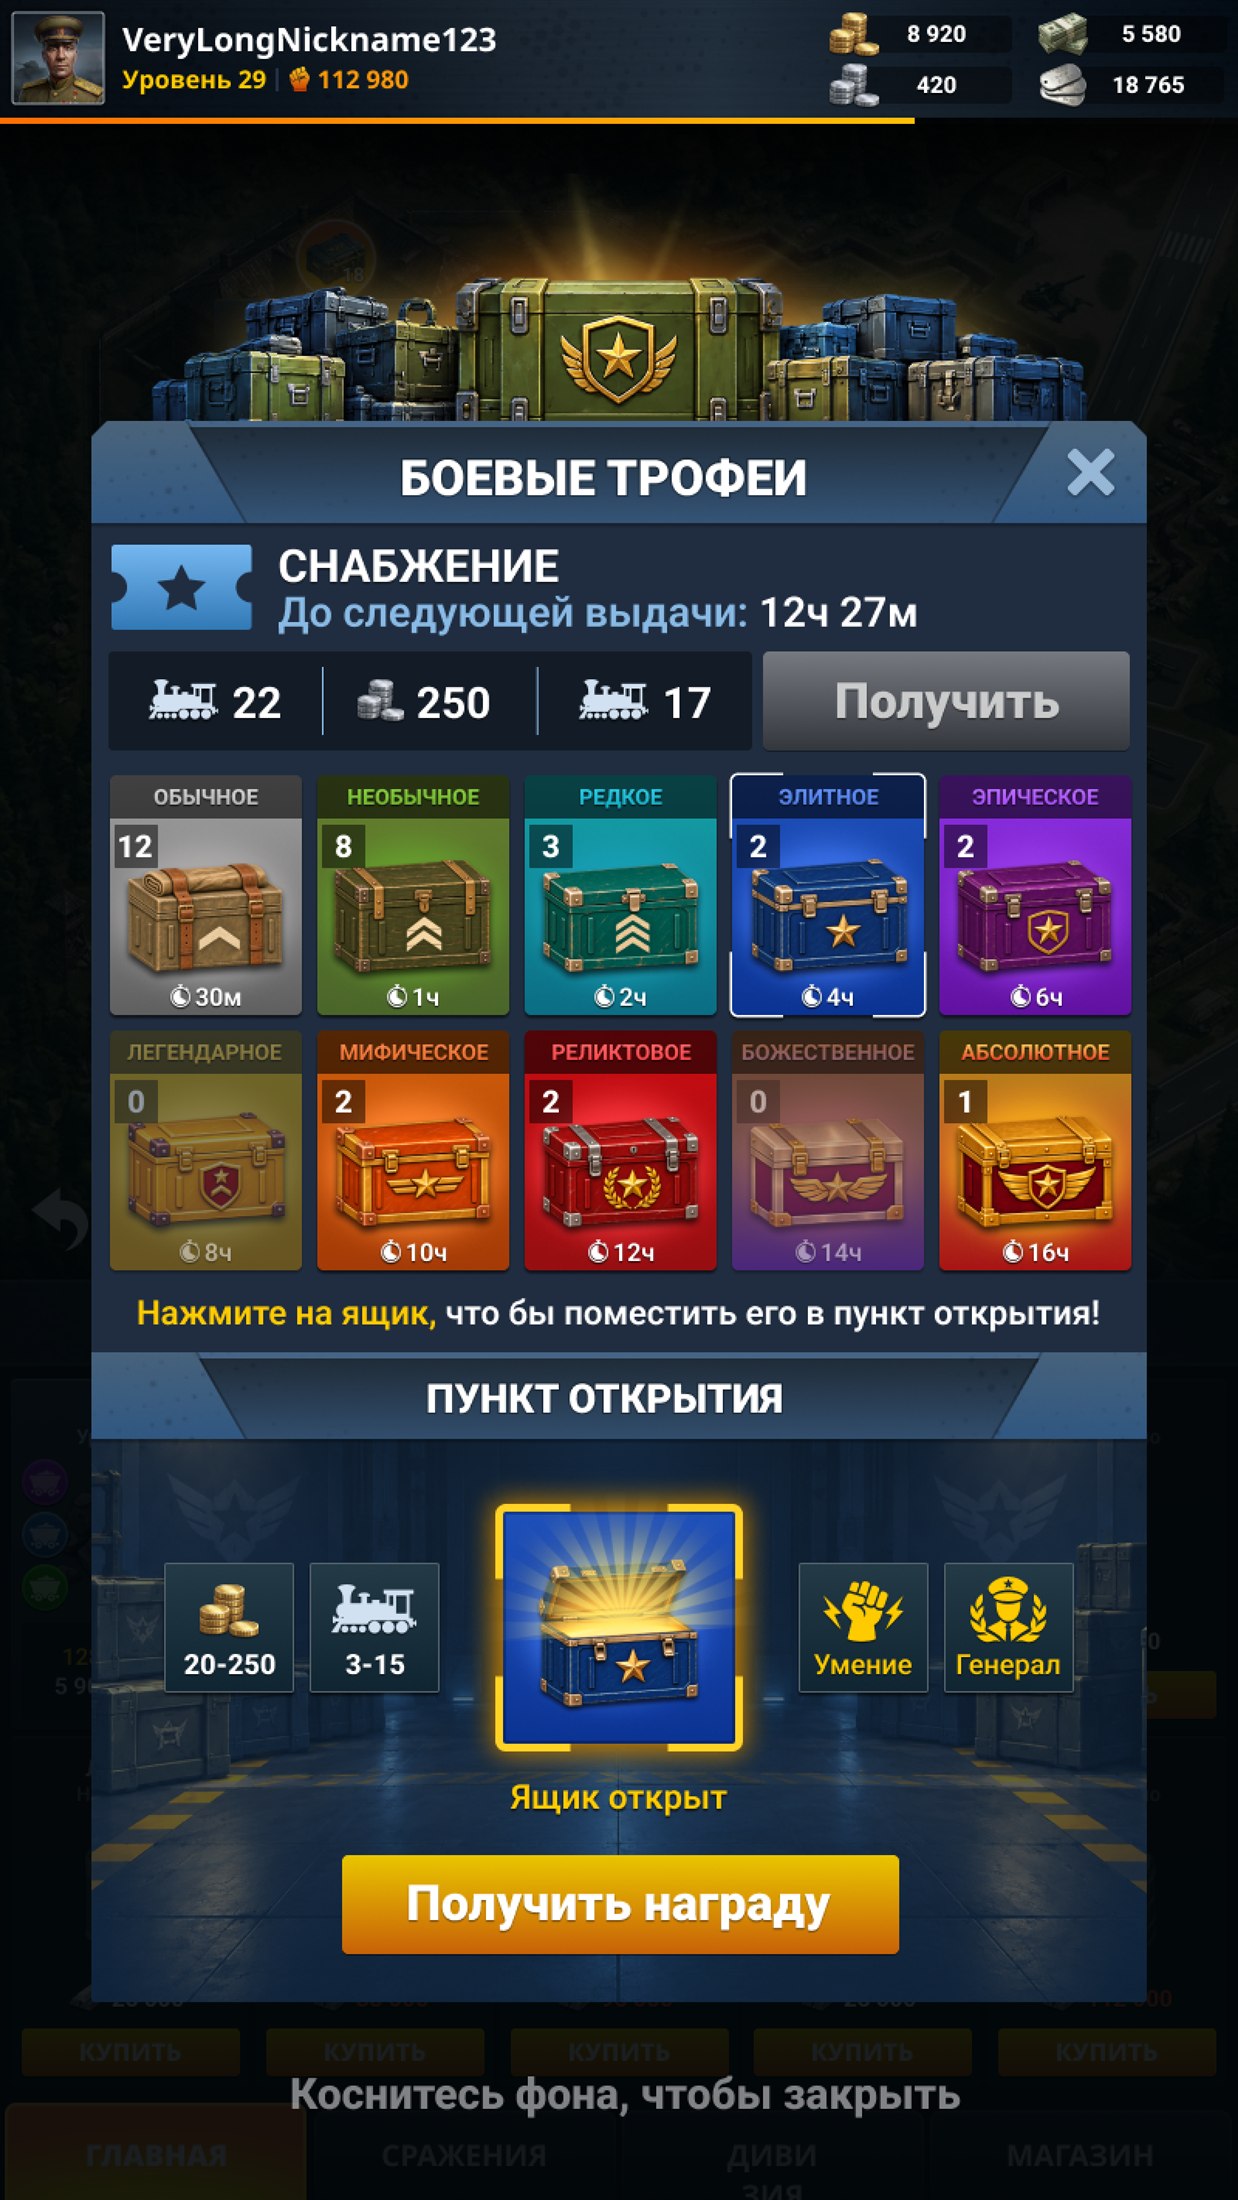 VeryLongNickname123
Уровень 29 112 980
8 920
5 580
420
18 765
18
БОЕВЫЕ ТРОФЕИ
СНАБЖЕНИЕ
До следующей выдачи: 12ч 27м
22 250 17 Получить
ОБЫЧНОЕ НЕОБЫЧНОЕ РЕДКОЕ ЭЛИТНОЕ ЭПИЧЕСКОЕ
12 8 3 2 2
30м 1ч 2ч 4ч 6ч
ЛЕГЕНДАРНОЕ МИФИЧЕСКОЕ РЕЛИКТОВОЕ БОЖЕСТВЕННОЕ АБСОЛЮТНОЕ
0 2 2 0 1
8ч 10ч 12ч 14ч 16ч
Нажмите на ящик, что бы поместить его в пункт открытия!
ПУНКТ ОТКРЫТИЯ
20-250 3-15 Умение Генерал
Ящик открыт
Получить награду
КУПИТЬ КУПИТЬ КУПИТЬ КУПИТЬ КУПИТЬ
Коснитесь фона, чтобы закрыть
ГЛАВНАЯ СРАЖЕНИЯ ДИВИ МАГАЗИН
ЗИЯ